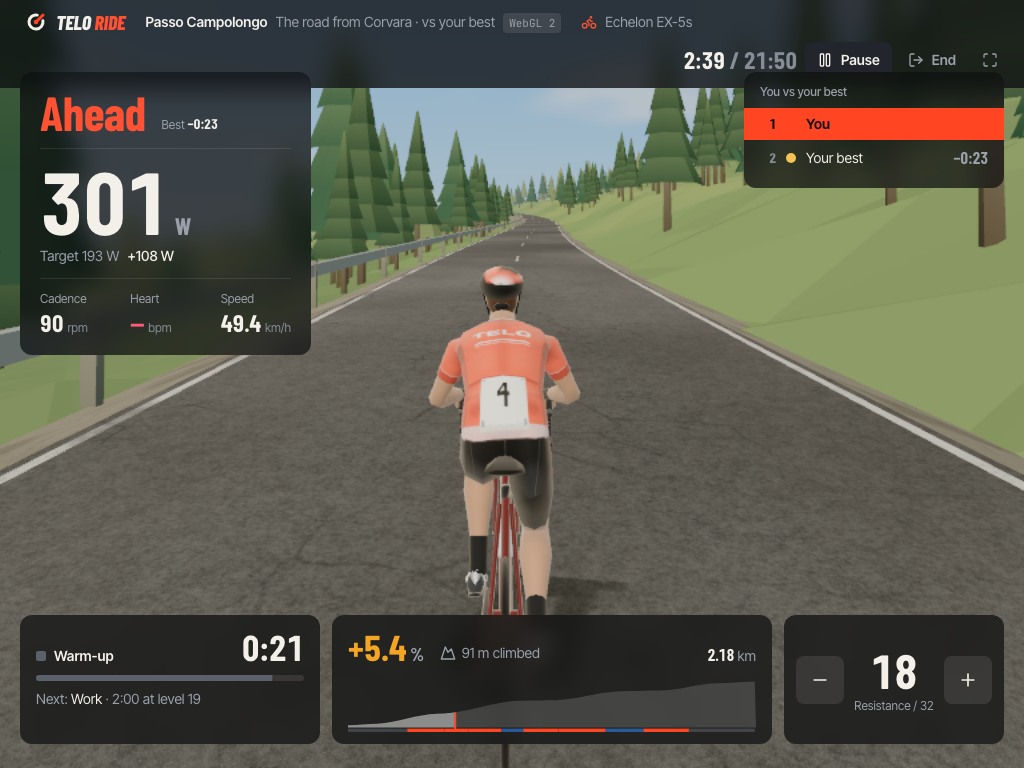 TELO RIDE Passo Campolongo The road from Corvara · vs your best WebGL 2 Echelon EX-5s
2:39 / 21:50 Pause End
Ahead Best −0:23
301 W
Target 193 W +108 W
Cadence Heart Speed
90 rpm — bpm 49.4 km/h
You vs your best
1 You
2 Your best −0:23
TELO
4
Warm-up 0:21
Next: Work · 2:00 at level 19
+5.4 % 91 m climbed 2.18 km
− 18 +
Resistance / 32